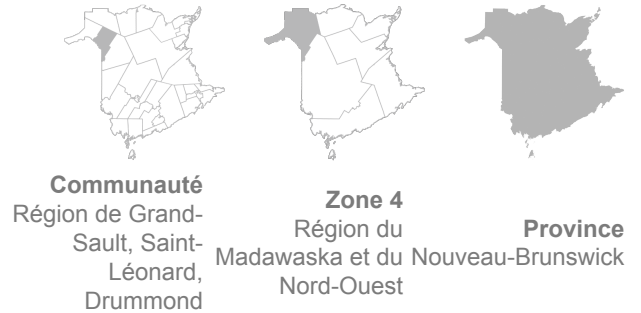 Communauté
Région de Grand-
Sault, Saint-
Léonard,
Drummond
Zone 4
Région du
Madawaska et du
Nord-Ouest
Province
Nouveau-Brunswick